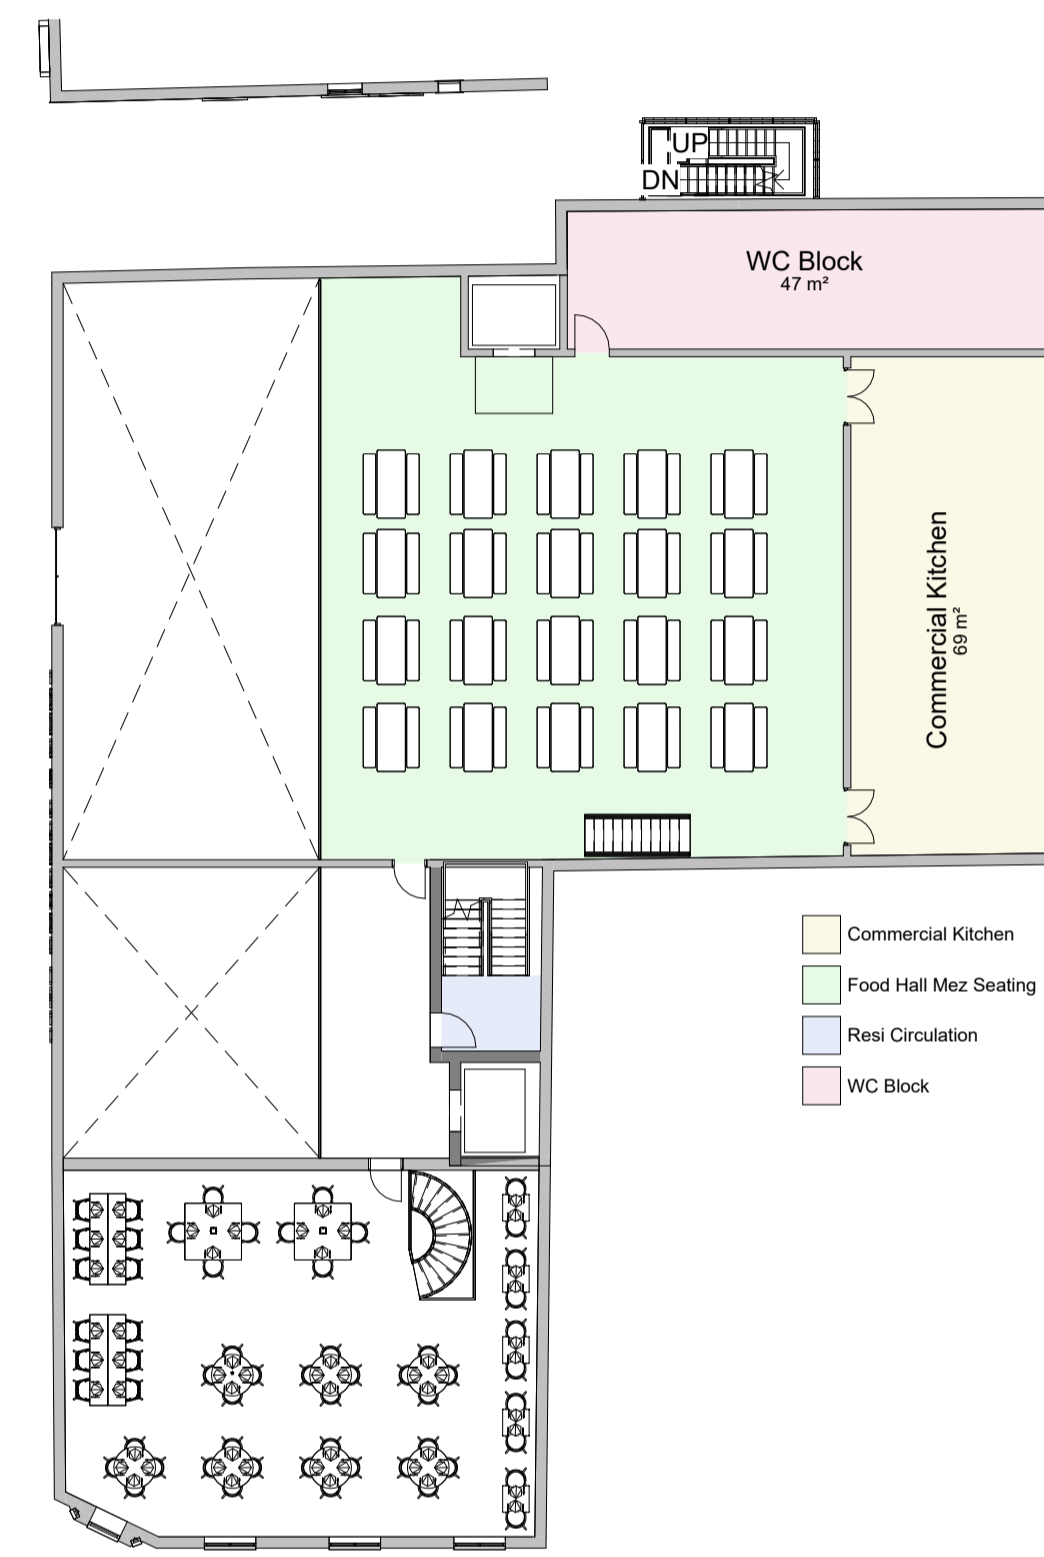 UP
DN
WC Block
47 m²
Commercial Kitchen
69 m²
Commercial Kitchen
Food Hall Mez Seating
Resi Circulation
WC Block